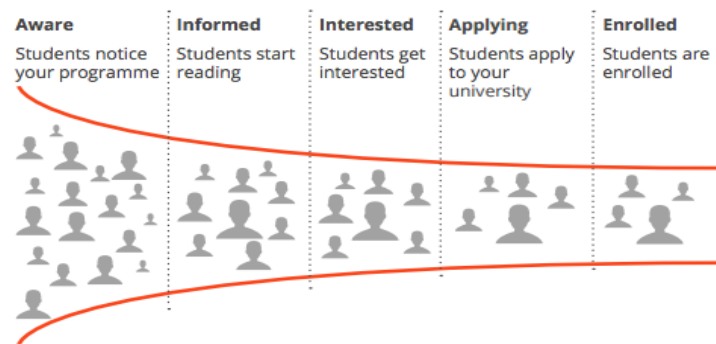 Aware
Students notice
your programme
Informed
Students start
reading
Interested
Students get
interested
Applying
Students apply
to your
university
Enrolled
Students are
enrolled